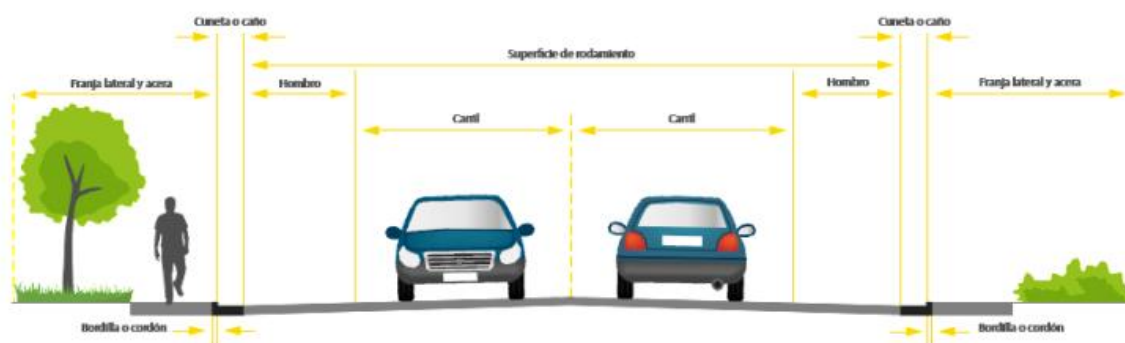 Cuneta o caño
Cuneta o caño
Superficie de rodamiento
Franja lateral y acera
Hombro
Hombro
Franja lateral y acera
Carril
Carril
Bordilla o cordón
Bordilla o cordón